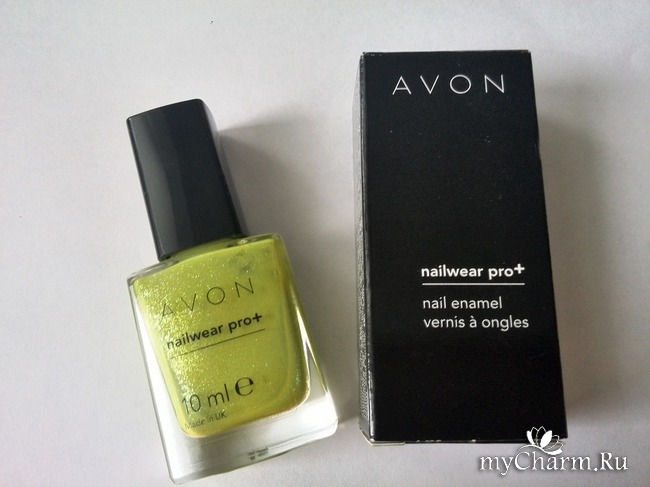 AVON
nailwear pro+
10 ml e
Made in UK
AVON
nailwear pro+
nail enamel
vernis à ongles
myCharm.Ru